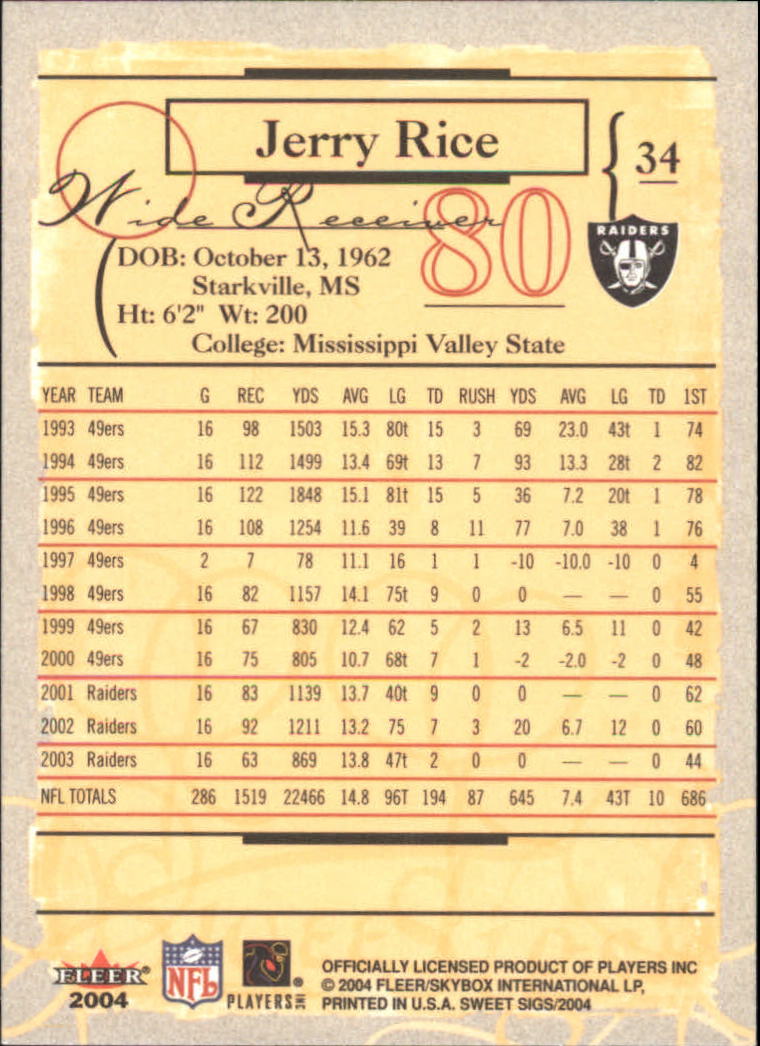 Jerry Rice
34
Wide Receiver
80
RAIDERS
DOB: October 13, 1962
Starkville, MS
Ht: 6'2" Wt: 200
College: Mississippi Valley State
YEAR TEAM G REC YDS AVG LG TD RUSH YDS AVG LG TD 1ST
1993 49ers 16 98 1503 15.3 80t 15 3 69 23.0 43t 1 74
1994 49ers 16 112 1499 13.4 69t 13 7 93 13.3 28t 2 82
1995 49ers 16 122 1848 15.1 81t 15 5 36 7.2 20t 1 78
1996 49ers 16 108 1254 11.6 39 8 11 77 7.0 38 1 76
1997 49ers 2 7 78 11.1 16 1 1 -10 -10.0 -10 0 4
1998 49ers 16 82 1157 14.1 75t 9 0 0 — — 0 55
1999 49ers 16 67 830 12.4 62 5 2 13 6.5 11 0 42
2000 49ers 16 75 805 10.7 68t 7 1 -2 -2.0 -2 0 48
2001 Raiders 16 83 1139 13.7 40t 9 0 0 — — 0 62
2002 Raiders 16 92 1211 13.2 75 7 3 20 6.7 12 0 60
2003 Raiders 16 63 869 13.8 47t 2 0 0 — — 0 44
NFL TOTALS 286 1519 22466 14.8 96T 194 87 645 7.4 43T 10 686
FLEER®
2004
NFL
PLAYERS INC ®
OFFICIALLY LICENSED PRODUCT OF PLAYERS INC
© 2004 FLEER/SKYBOX INTERNATIONAL LP,
PRINTED IN U.S.A. SWEET SIGS/2004